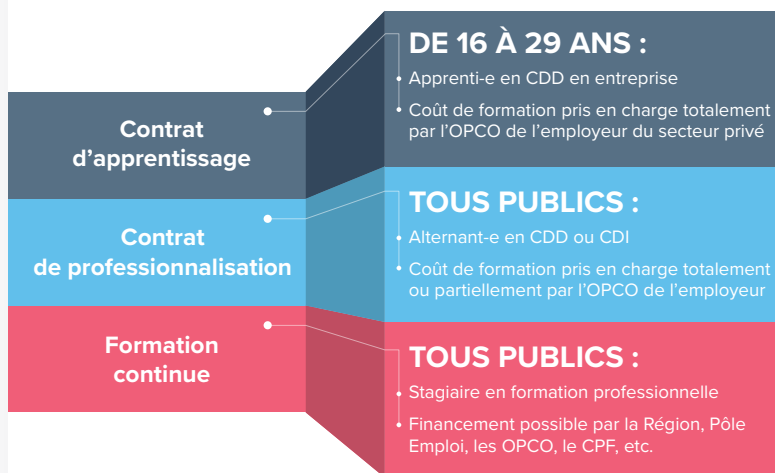 Contrat
d'apprentissage
DE 16 À 29 ANS :
• Apprenti-e en CDD en entreprise
• Coût de formation pris en charge totalement
par l'OPCO de l'employeur du secteur privé
Contrat
de professionnalisation
TOUS PUBLICS :
• Alternant-e en CDD ou CDI
• Coût de formation pris en charge totalement
ou partiellement par l'OPCO de l'employeur
Formation
continue
TOUS PUBLICS :
• Stagiaire en formation professionnelle
• Financement possible par la Région, Pôle
Emploi, les OPCO, le CPF, etc.